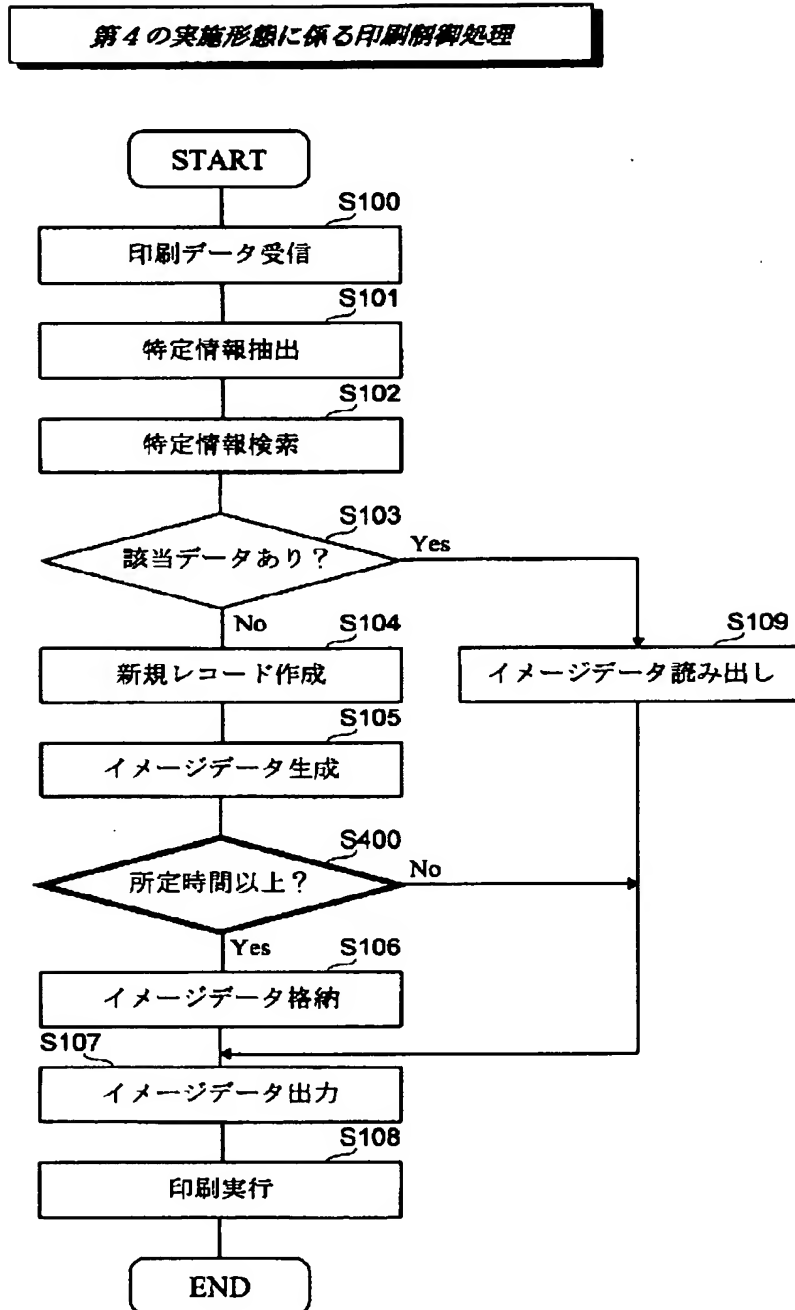 第4の実施形態に係る印刷制御処理
START
S100
印刷データ受信
S101
特定情報抽出
S102
特定情報検索
S103
該当データあり?
Yes
No
S104
新規レコード作成
S109
イメージデータ読み出し
S105
イメージデータ生成
S400
所定時間以上?
No
Yes
S106
イメージデータ格納
S107
イメージデータ出力
S108
印刷実行
END